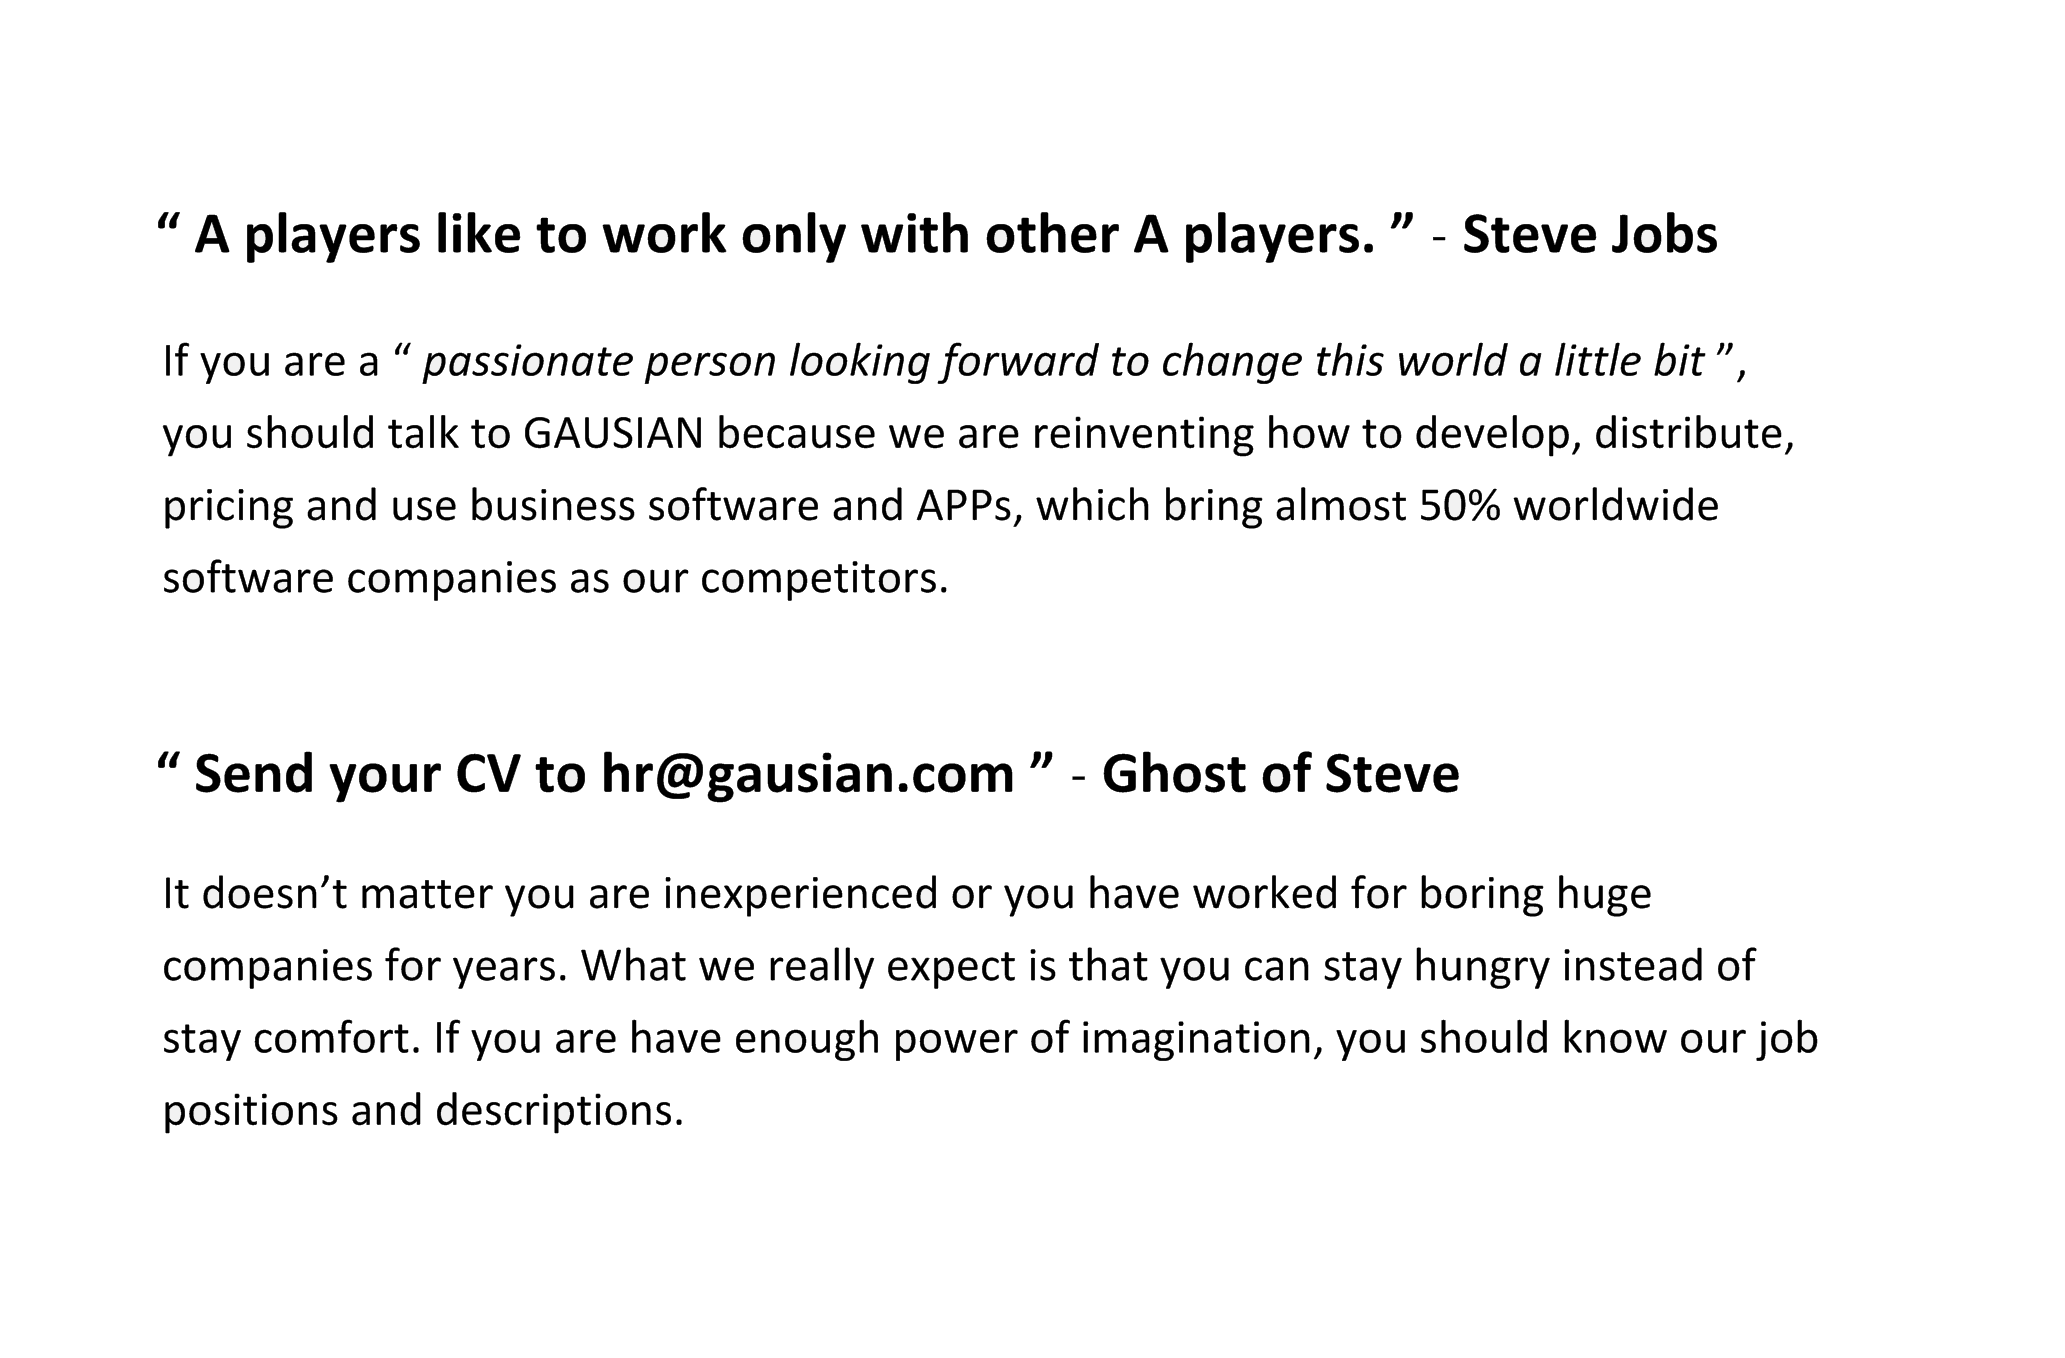 “ A players like to work only with other A players. ” - Steve Jobs
If you are a “ passionate person looking forward to change this world a little bit ”,
you should talk to GAUSIAN because we are reinventing how to develop, distribute,
pricing and use business software and APPs, which bring almost 50% worldwide
software companies as our competitors.
“ Send your CV to hr@gausian.com ” - Ghost of Steve
It doesn’t matter you are inexperienced or you have worked for boring huge
companies for years. What we really expect is that you can stay hungry instead of
stay comfort. If you are have enough power of imagination, you should know our job
positions and descriptions.